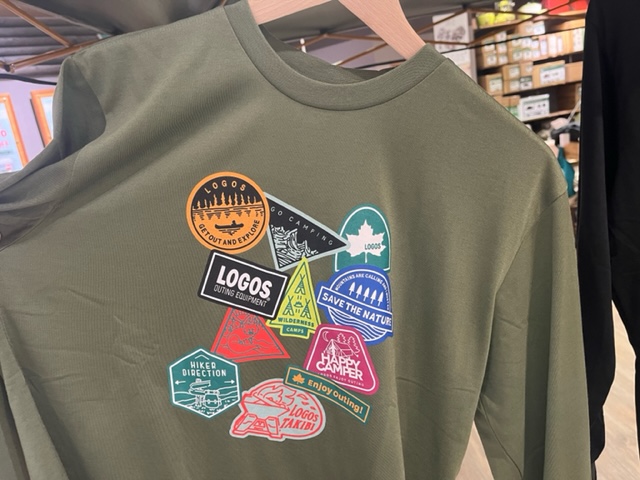 LOGOS
GET OUT AND EXPLORE
GO CAMPING
LOGOS
LOGOS
OUTING EQUIPMENT
WILDERNESS
CAMPS
MOUNTAINS ARE CALLING
SAVE THE NATURE
HAPPY
CAMPER
HIKER
DIRECTION
Enjoy Outing!
LOGOS
TAKIBI